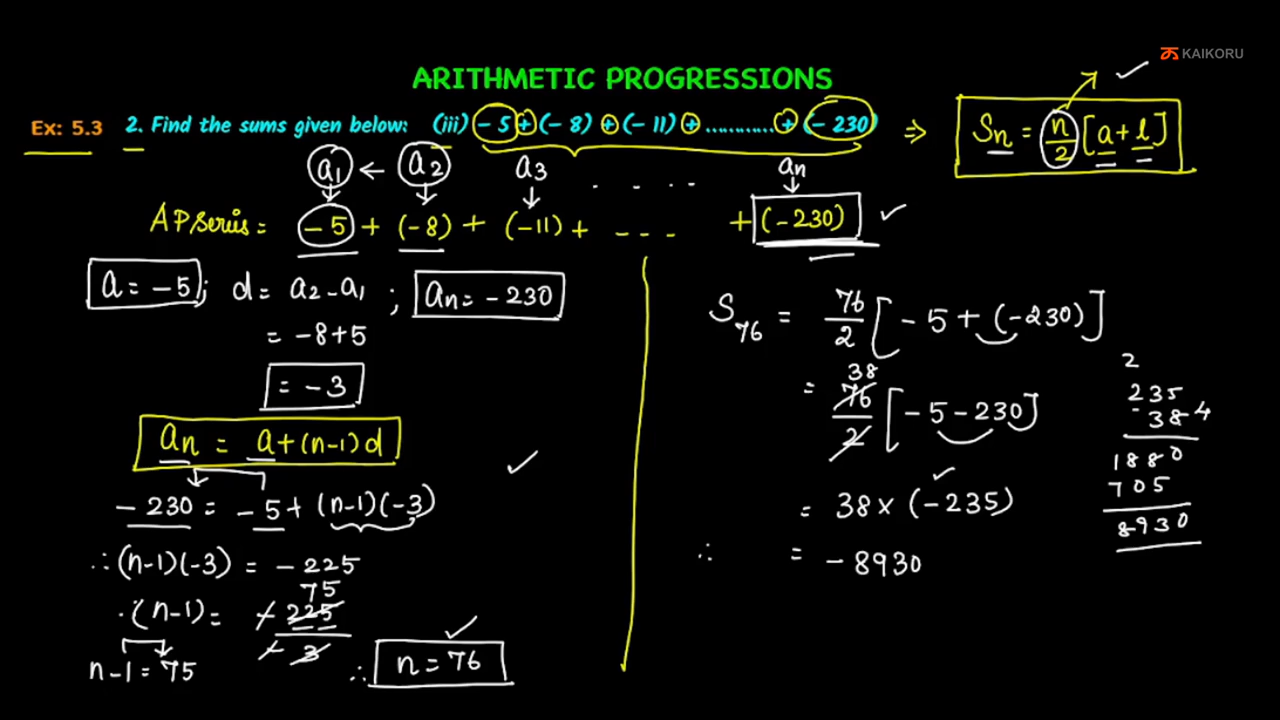 KAIKORU
ARITHMETIC PROGRESSIONS
Ex: 5.3 2. Find the sums given below: (iii) - 5 + (- 8) + (- 11) + ............ + (- 230) ⇒ Sn = n/2 [a + l]
a1 ← a2 a3 . . . . an
AP Series = - 5 + (-8) + (-11) + - - - + (-230)
a = -5 ; d = a2 - a1 ; an = - 230
= -8+5
= - 3
an = a + (n-1) d
- 230 = - 5 + (n-1) (-3)
∴ (n-1) (-3) = - 225
(n-1) = -225/-3 75
n-1 = 75 ∴ n = 76
S76 = 76/2 [ - 5 + (-230) ]
= 38 76/2 [ - 5 - 230 ]
= 38 × (-235)
∴ = - 8930
2
235
38 4
1880
705
8930